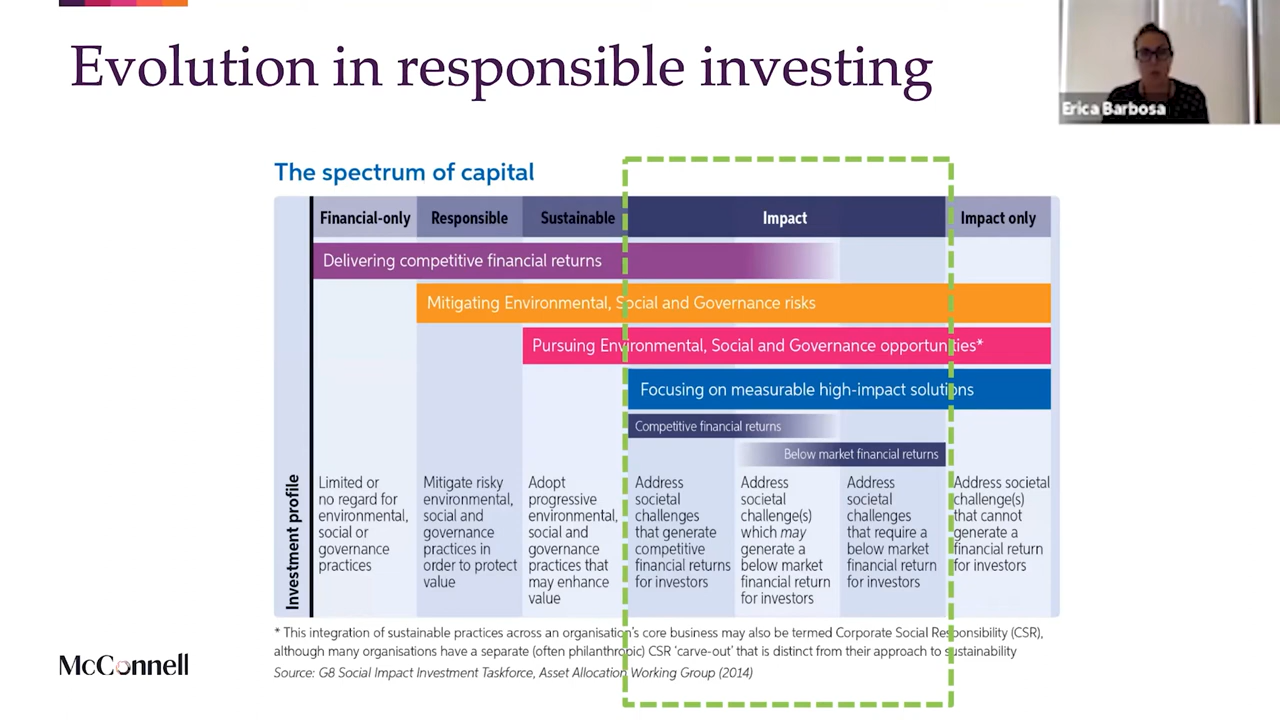 Evolution in responsible investing
Erica Barbosa
The spectrum of capital
Financial-only
Responsible
Sustainable
Impact
Impact only
Delivering competitive financial returns
Mitigating Environmental, Social and Governance risks
Pursuing Environmental, Social and Governance opportunities*
Focusing on measurable high-impact solutions
Competitive financial returns
Below market financial returns
Investment profile
Limited or
no regard for
environmental,
social or
governance
practices
Mitigate risky
environmental,
social and
governance
practices in
order to protect
value
Adopt
progressive
environmental,
social and
governance
practices that
may enhance
value
Address
societal
challenges
that generate
competitive
financial returns
for investors
Address
societal
challenge(s)
which may
generate a
below market
financial return
for investors
Address
societal
challenges
that require a
below market
financial return
for investors
Address societal
challenge(s)
that cannot
generate a
financial return
for investors
* This integration of sustainable practices across an organisation's core business may also be termed Corporate Social Responsibility (CSR),
although many organisations have a separate (often philanthropic) CSR 'carve-out' that is distinct from their approach to sustainability
Source: G8 Social Impact Investment Taskforce, Asset Allocation Working Group (2014)
McConnell